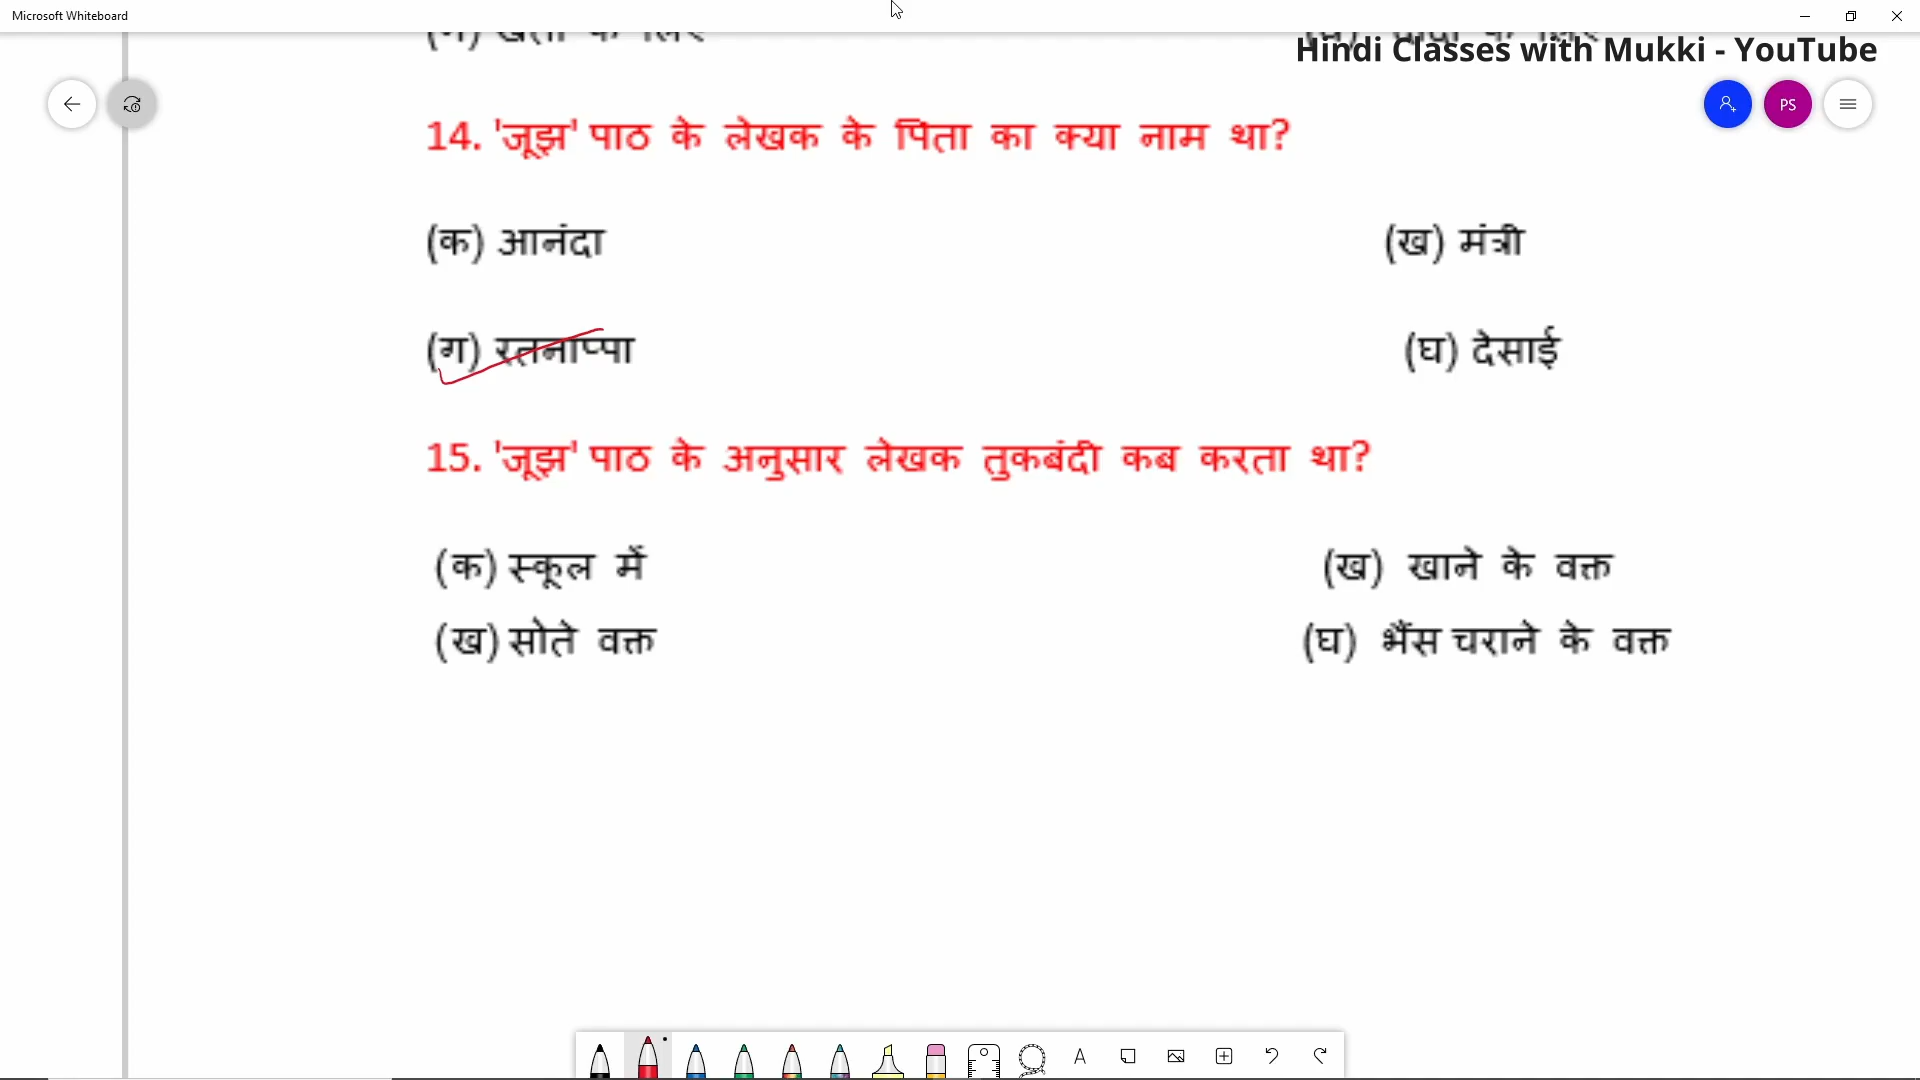 Microsoft Whiteboard
Hindi Classes with Mukki - YouTube
PS
14. 'जूझ' पाठ के लेखक के पिता का क्या नाम था?
(क) आनंदा (ख) मंत्री
(ग) रतनाप्पा (घ) देसाई
15. 'जूझ' पाठ के अनुसार लेखक तुकबंदी कब करता था?
(क) स्कूल में (ख) खाने के वक्त
(ख) सोते वक्त (घ) भैंस चराने के वक्त
A